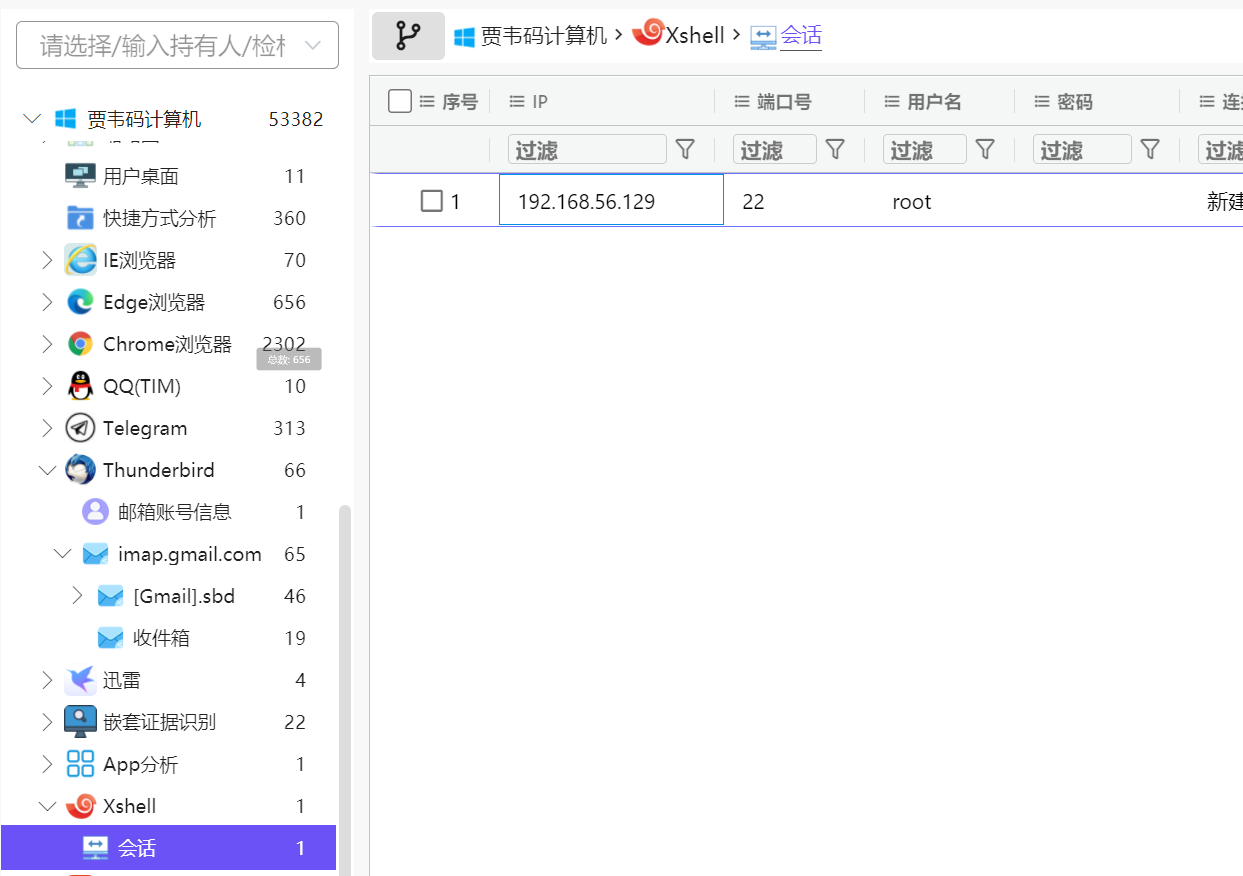 请选择/输入持有人/检
贾韦码计算机 53382
用户桌面 11
快捷方式分析 360
IE浏览器 70
Edge浏览器 656
Chrome浏览器 2302
总数: 656
QQ(TIM) 10
Telegram 313
Thunderbird 66
邮箱账号信息 1
imap.gmail.com 65
[Gmail].sbd 46
收件箱 19
迅雷 4
嵌套证据识别 22
App分析 1
Xshell 1
会话 1
贾韦码计算机 > Xshell > 会话
序号 IP 端口号 用户名 密码
过滤 过滤 过滤 过滤 过滤
1 192.168.56.129 22 root 新建